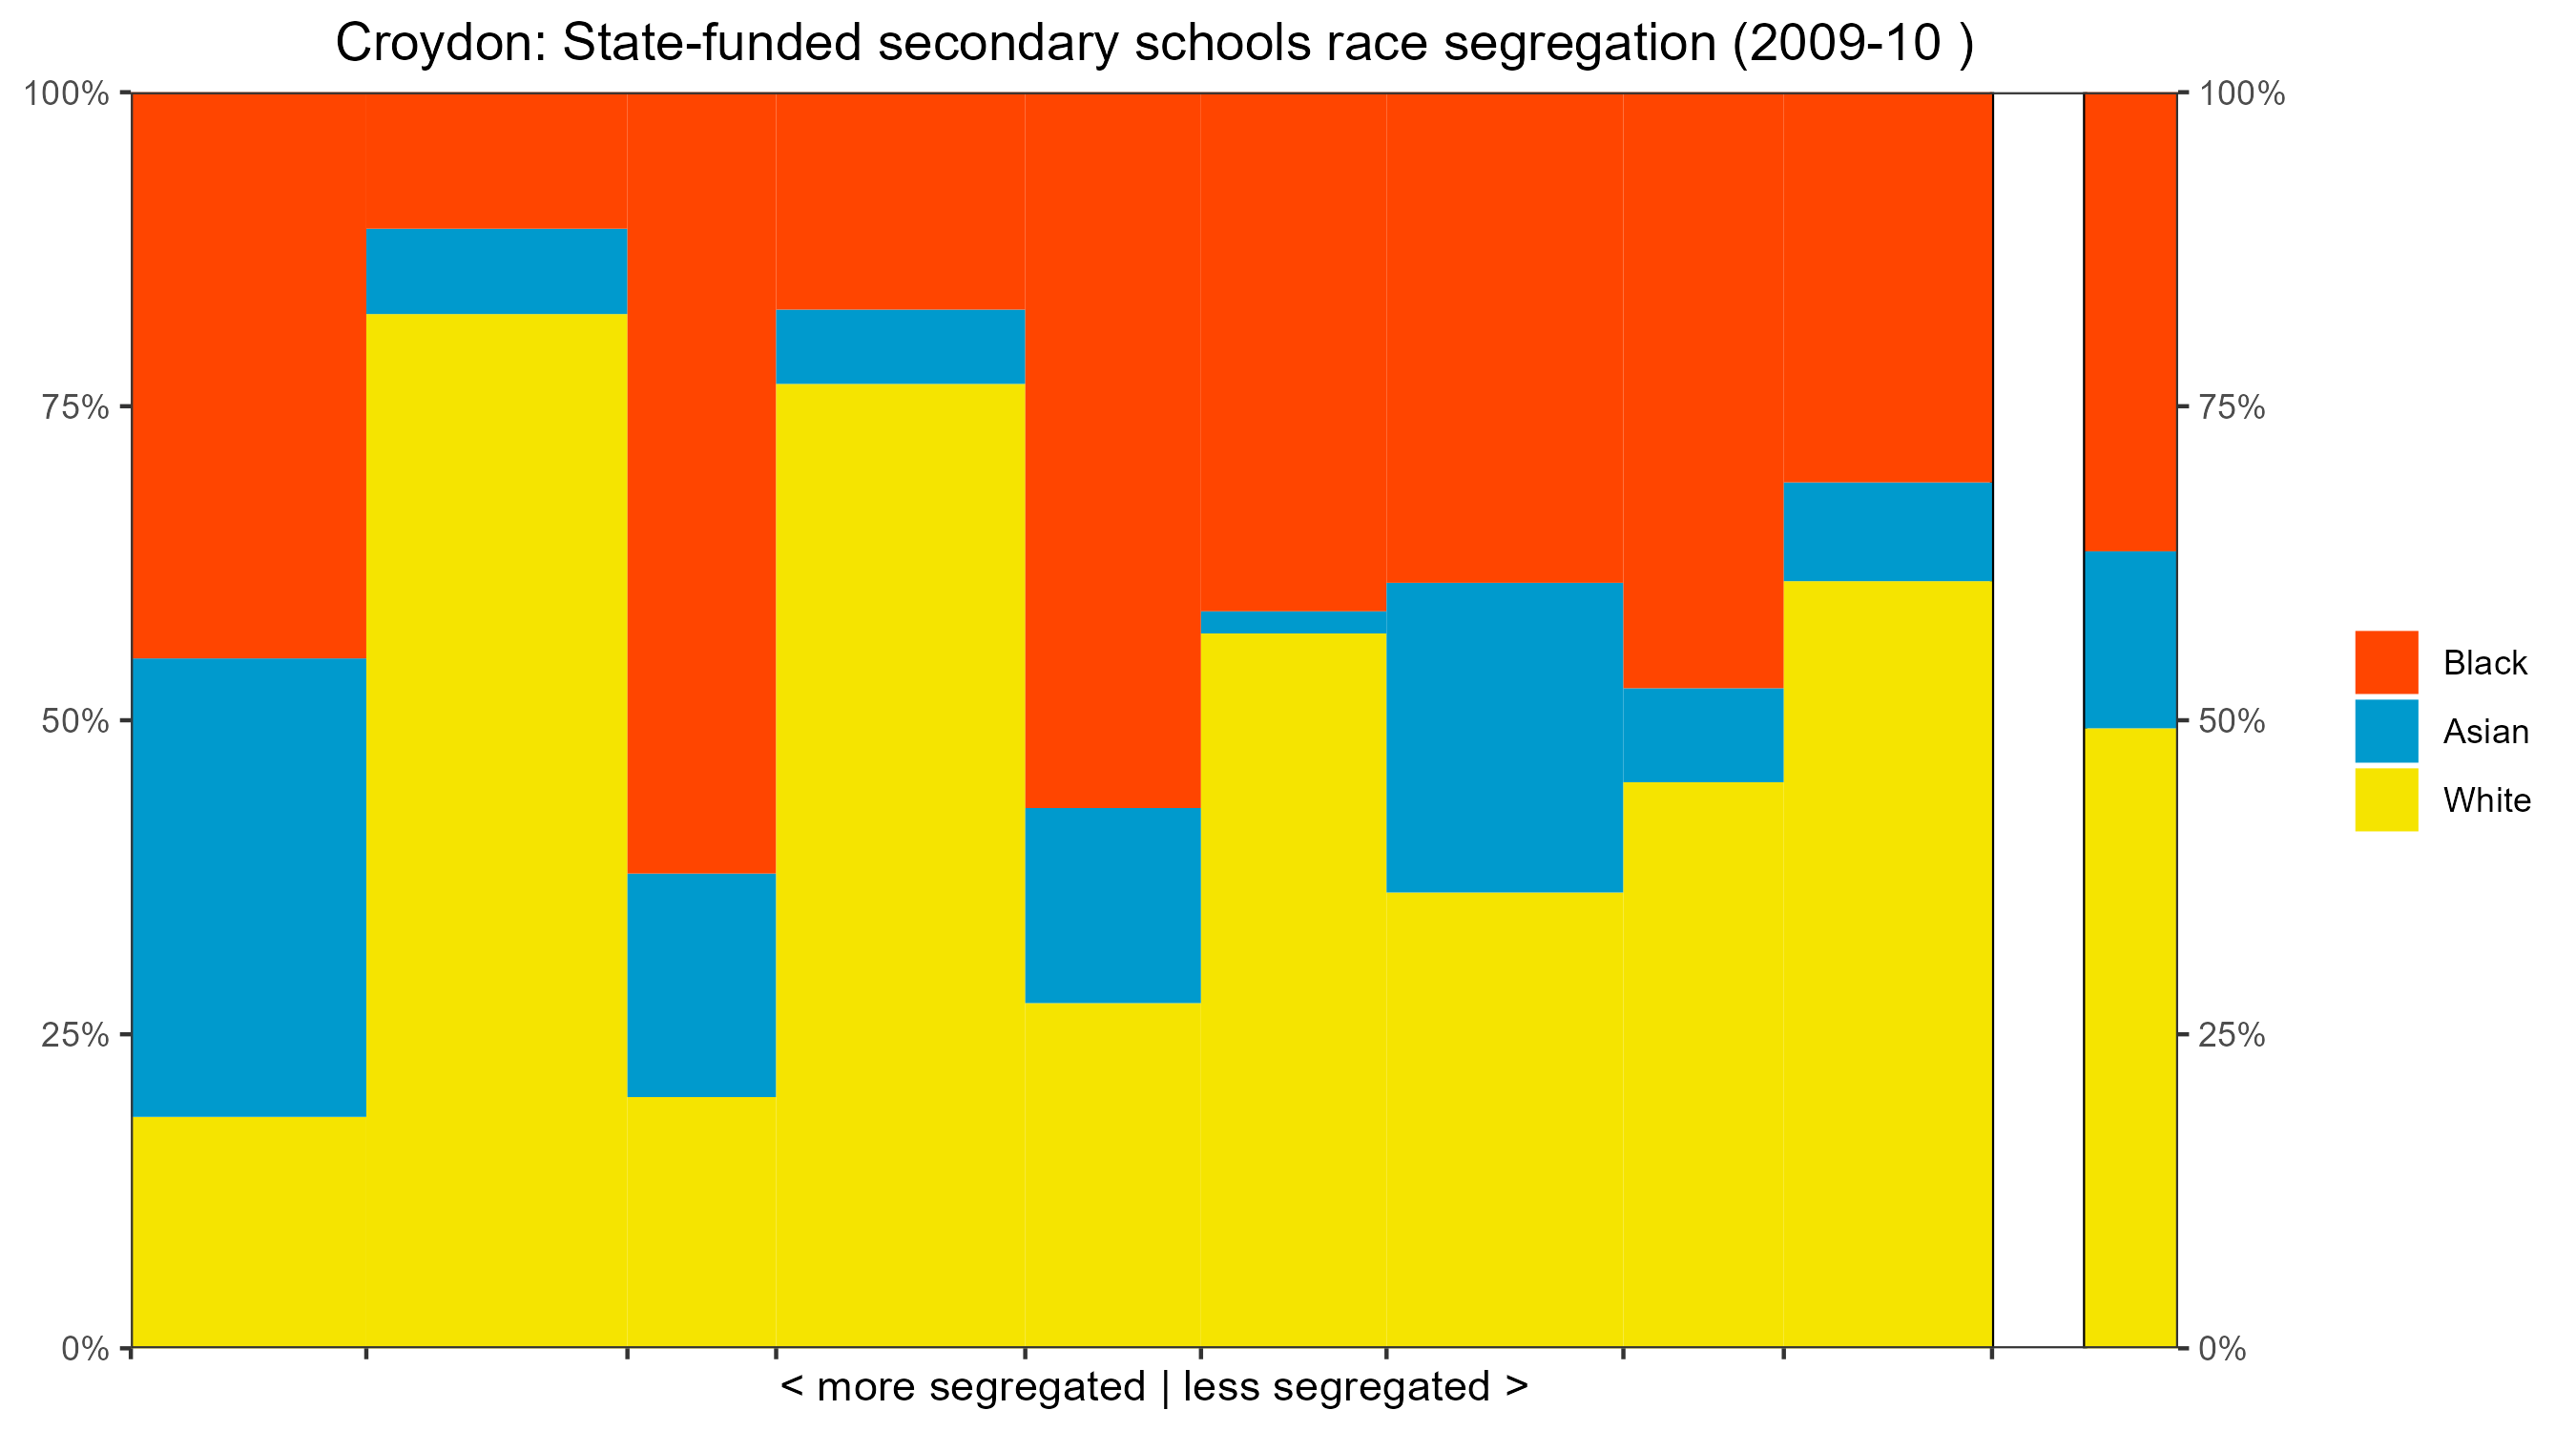 Croydon: State-funded secondary schools race segregation (2009-10 )
100%
100%
75%
75%
50%
50%
25%
25%
0%
0%
Black
Asian
White
< more segregated | less segregated >